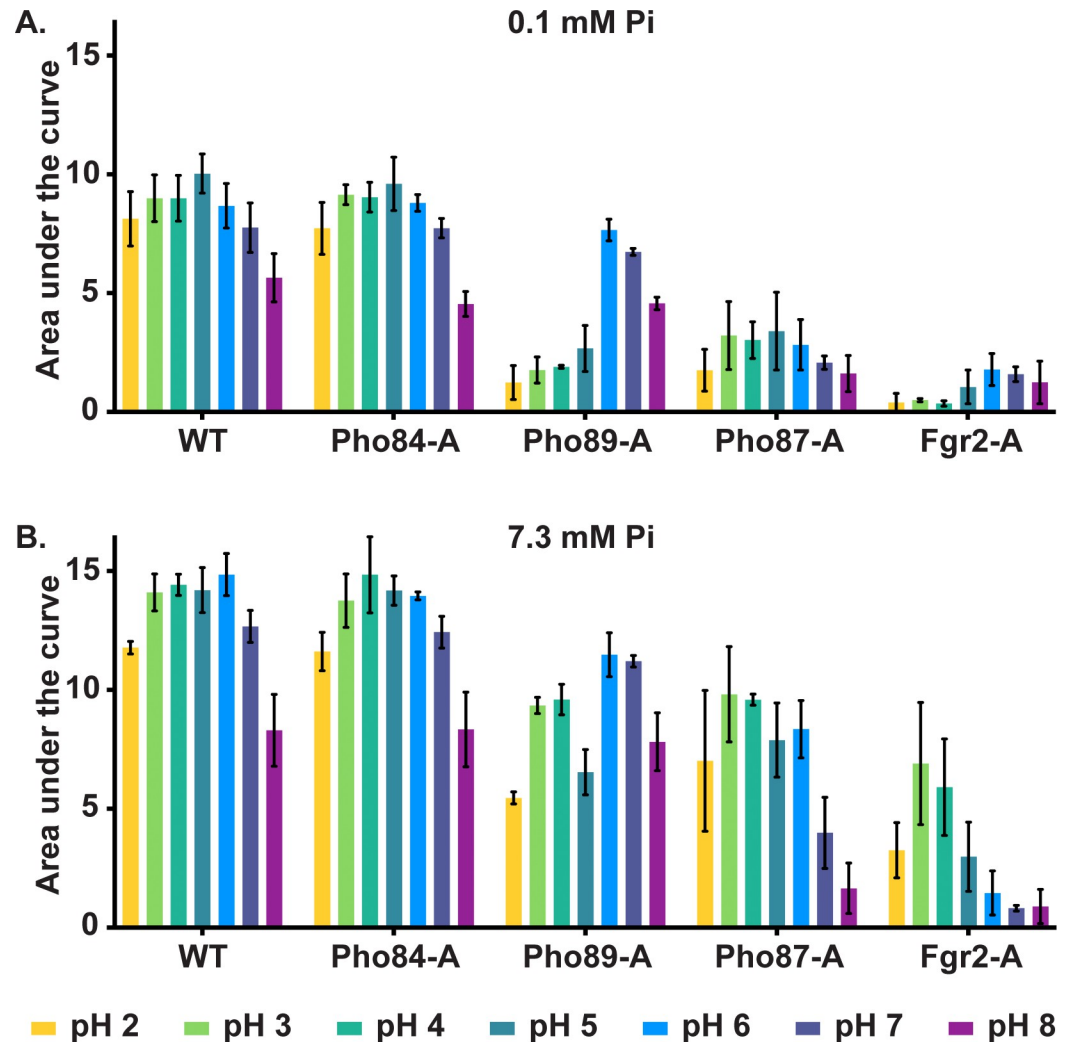 A.
0.1 mM Pi
Area under the curve
15
10
5
0
WT Pho84-A Pho89-A Pho87-A Fgr2-A
B.
7.3 mM Pi
Area under the curve
15
10
5
0
WT Pho84-A Pho89-A Pho87-A Fgr2-A
pH 2 pH 3 pH 4 pH 5 pH 6 pH 7 pH 8